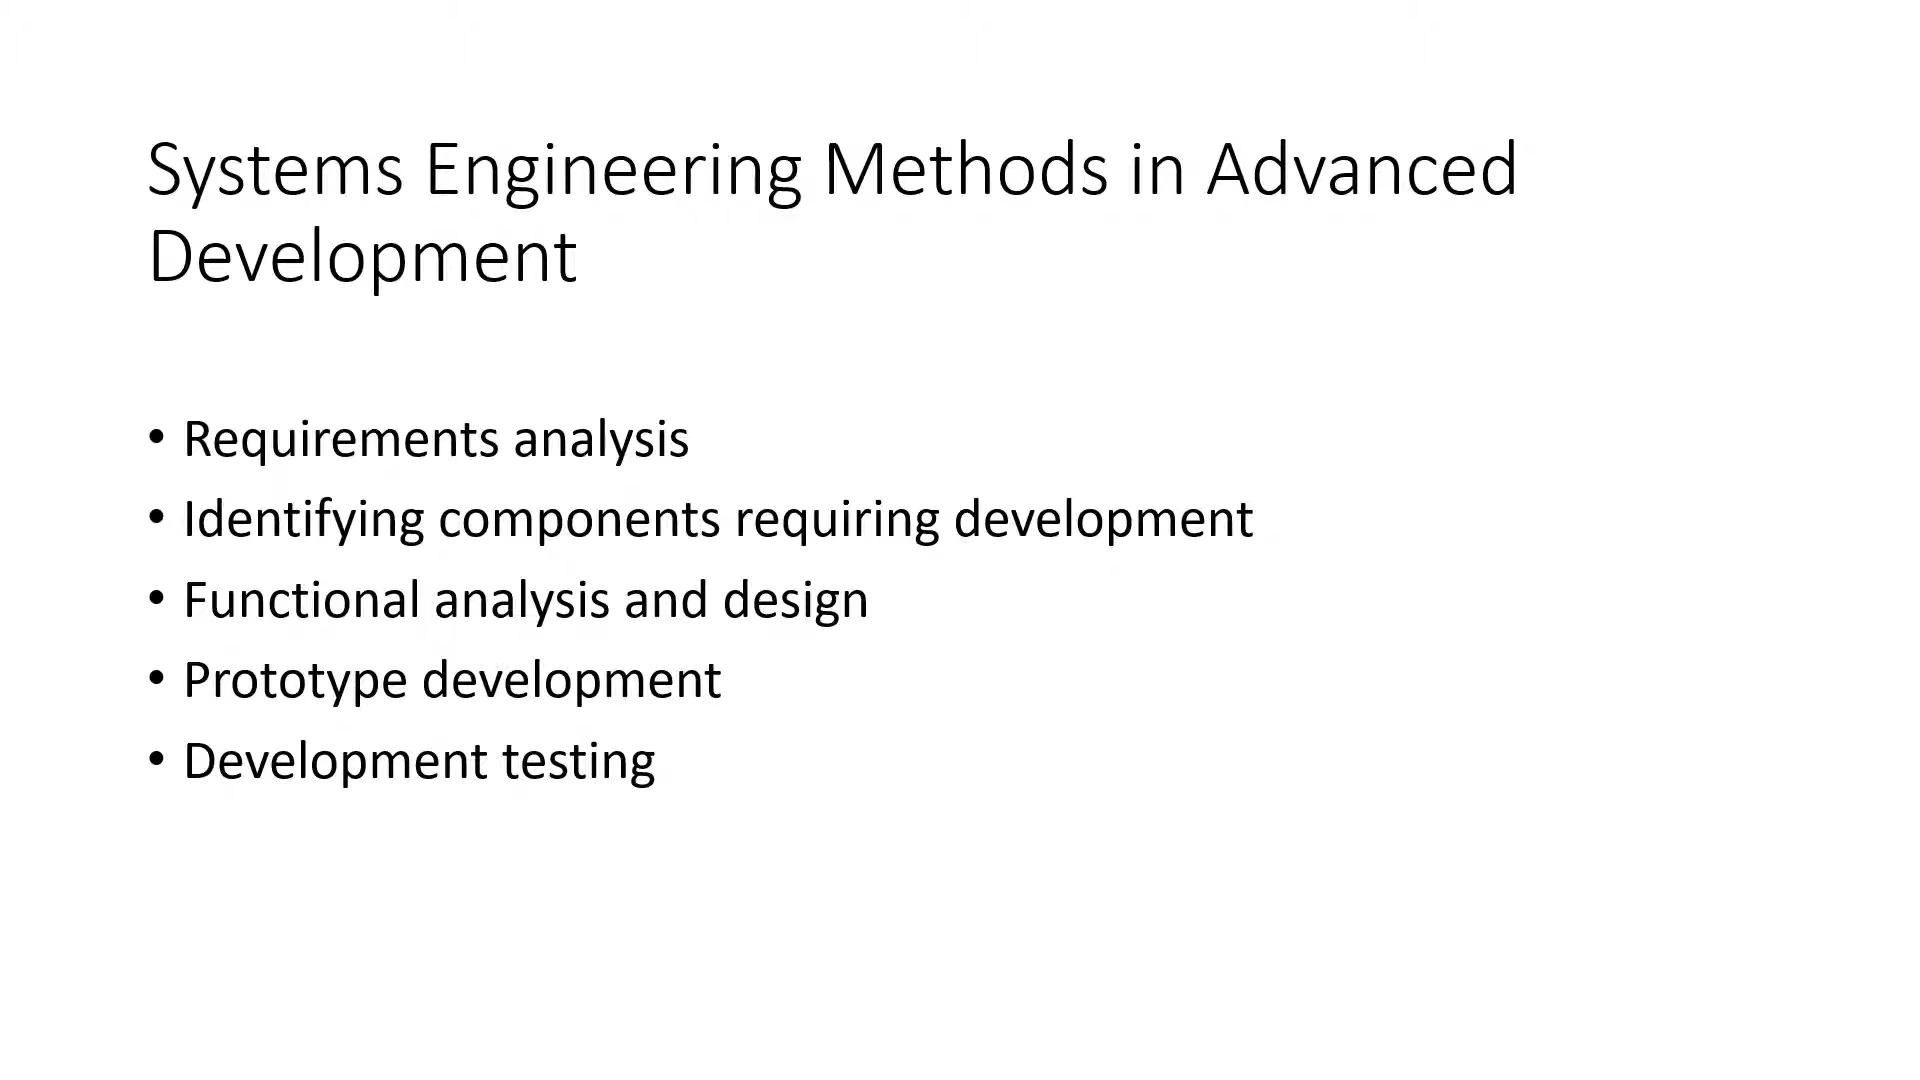 Systems Engineering Methods in Advanced
Development
• Requirements analysis
• Identifying components requiring development
• Functional analysis and design
• Prototype development
• Development testing